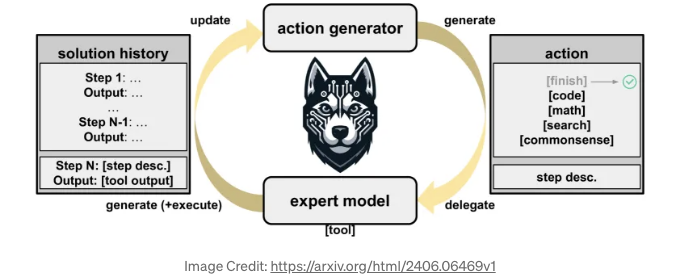 update
action generator
generate
solution history
Step 1: ...
Output: ...
...
Step N-1: ...
Output: ...
Step N: [step desc.]
Output: [tool output]
action
[finish]
[code]
[math]
[search]
[commonsense]
step desc.
generate (+execute)
expert model
delegate
[tool]
Image Credit: https://arxiv.org/html/2406.06469v1